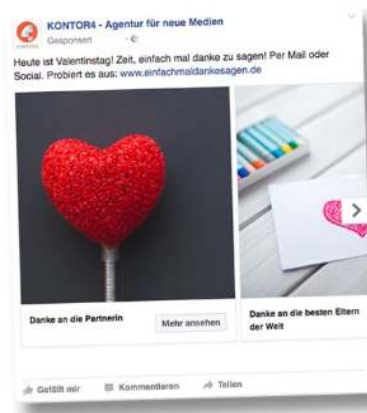 KONTOR4 - Agentur für neue Medien
Gesponsert ·
Heute ist Valentinstag! Zeit, einfach mal danke zu sagen! Per Mail oder
Social. Probiert es aus: www.einfachmaldankesagen.de
Danke an die Partnerin
Mehr ansehen
Danke an die besten Eltern
der Welt
Gefällt mir
Kommentieren
Teilen